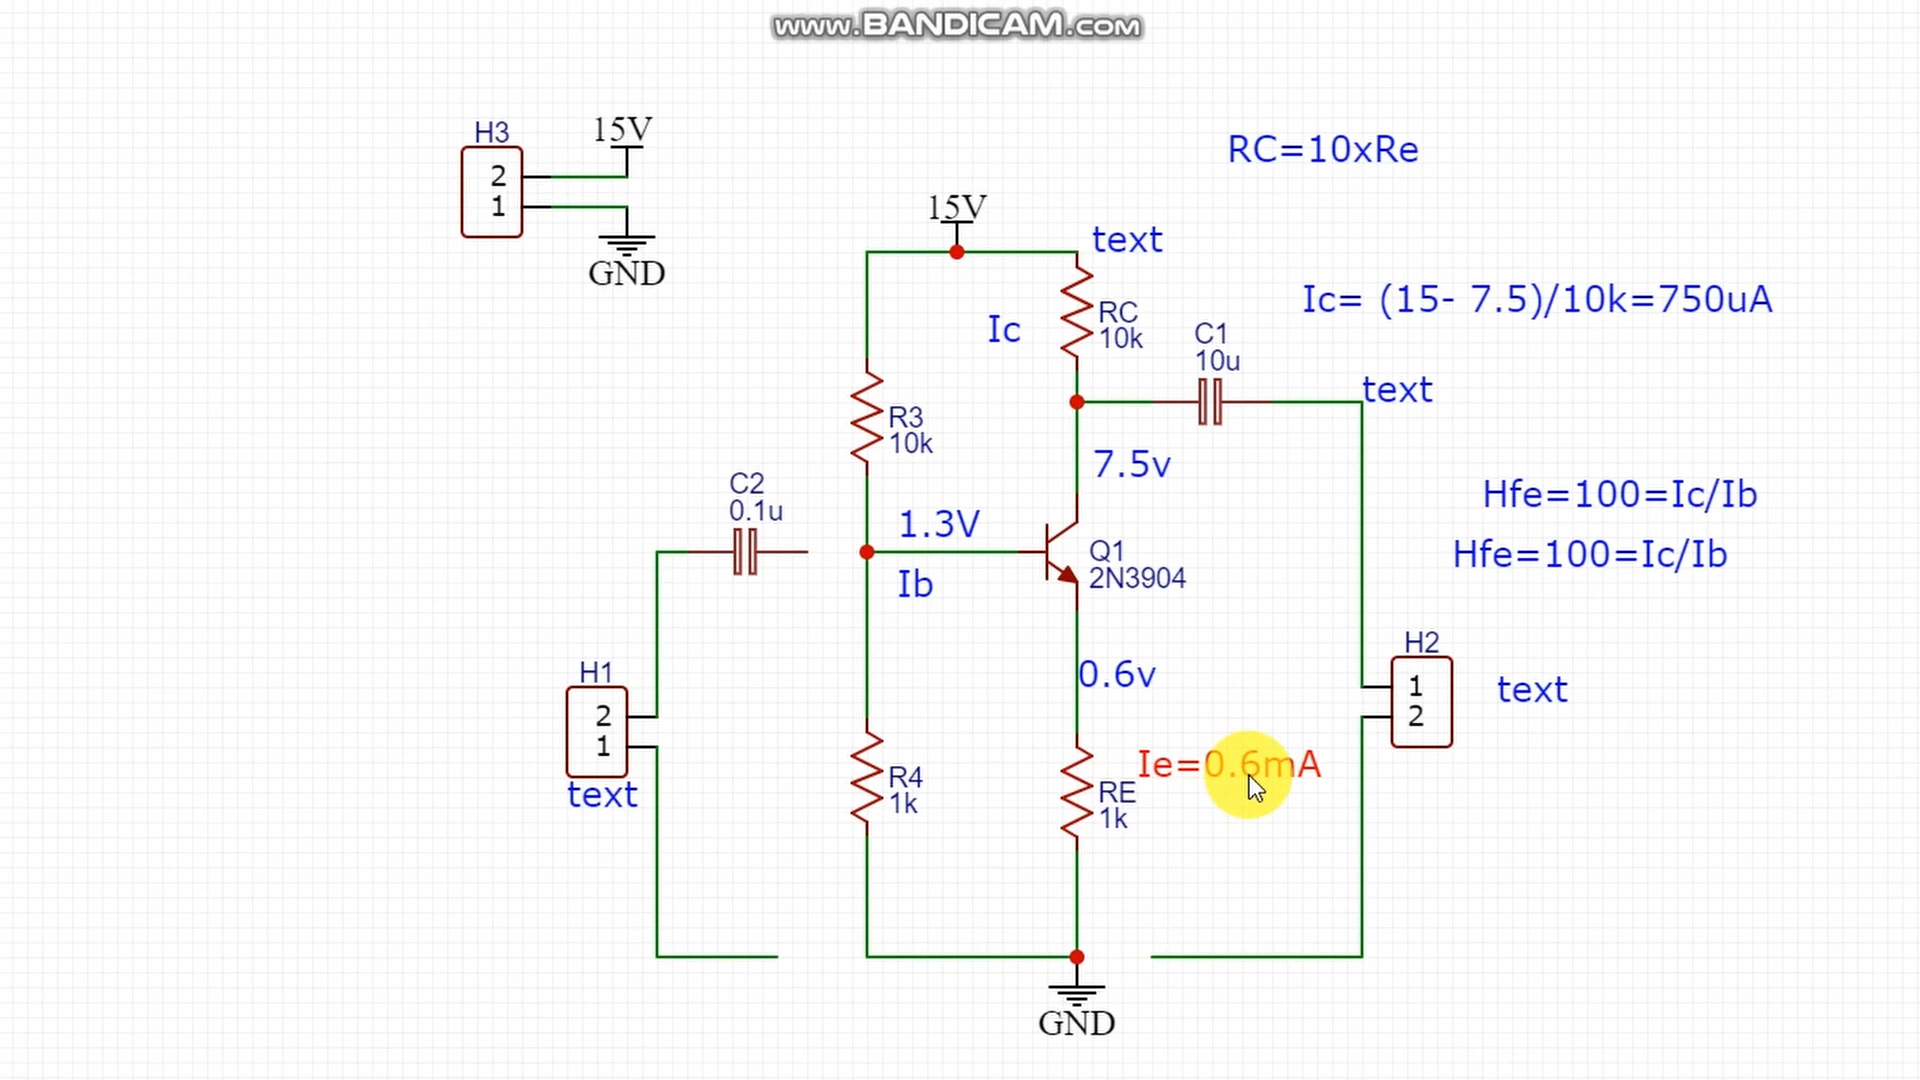 www.BANDICAM.com
H3
15V
2
1
GND
RC=10xRe
15V
text
Ic= (15- 7.5)/10k=750uA
Ic
RC
10k
C1
10u
text
R3
10k
7.5v
C2
0.1u
1.3V
Ib
Q1
2N3904
Hfe=100=Ic/Ib
Hfe=100=Ic/Ib
H1
2
1
text
0.6v
H2
1
2
text
R4
1k
RE
1k
Ie=0.6mA
GND